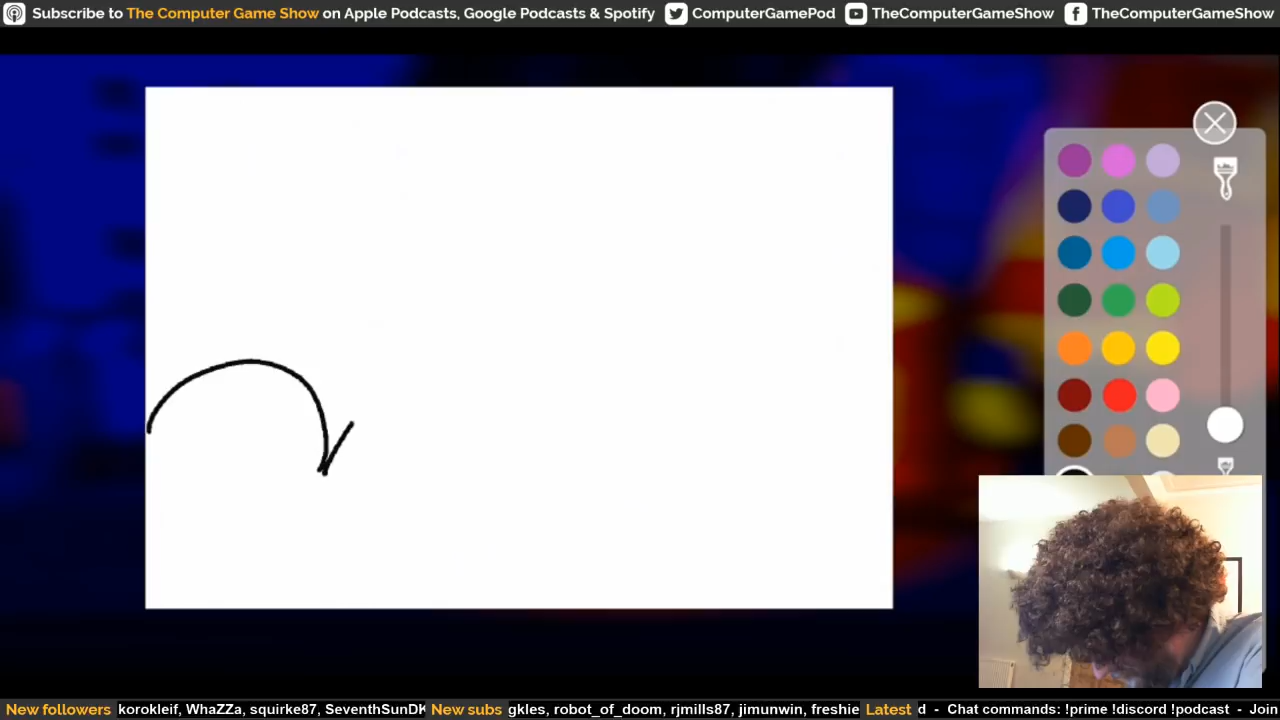 Subscribe to The Computer Game Show on Apple Podcasts, Google Podcasts & Spotify ComputerGamePod TheComputerGameShow TheComputerGameShow
New followers korokleif, WhaZZa, squirke87, SeventhSunDK New subs gkles, robot_of_doom, rjmills87, jimunwin, freshie Latest d - Chat commands: !prime !discord !podcast - Join